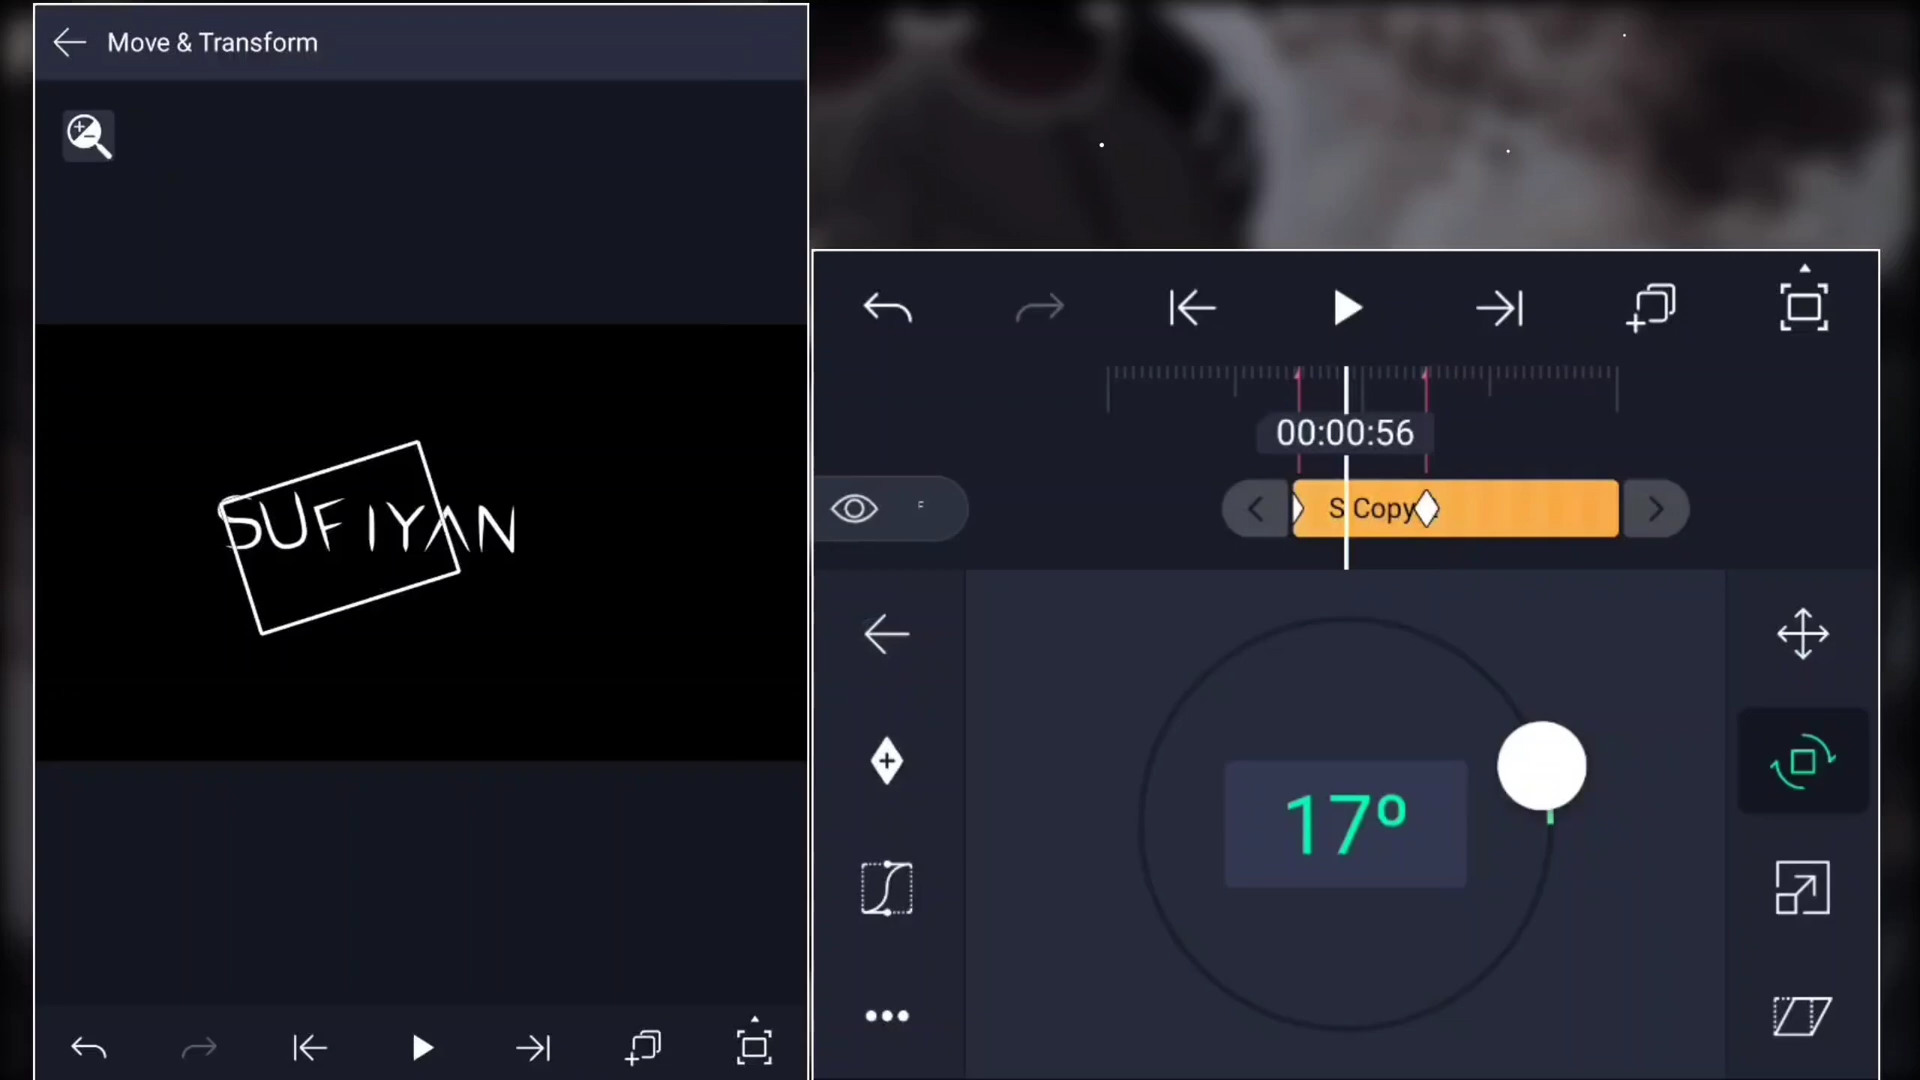 Move & Transform
SUFIYAN
00:00:56
F
S Copy
17°